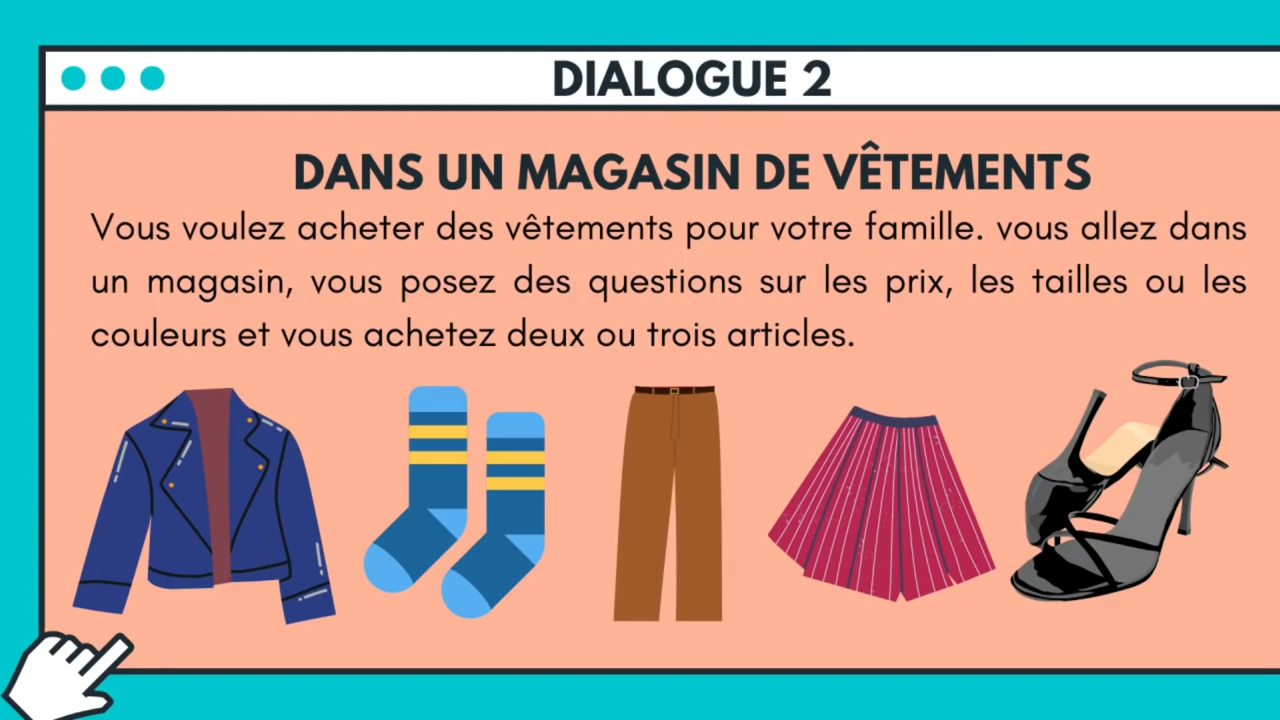 DIALOGUE 2
DANS UN MAGASIN DE VÊTEMENTS
Vous voulez acheter des vêtements pour votre famille. vous allez dans
un magasin, vous posez des questions sur les prix, les tailles ou les
couleurs et vous achetez deux ou trois articles.